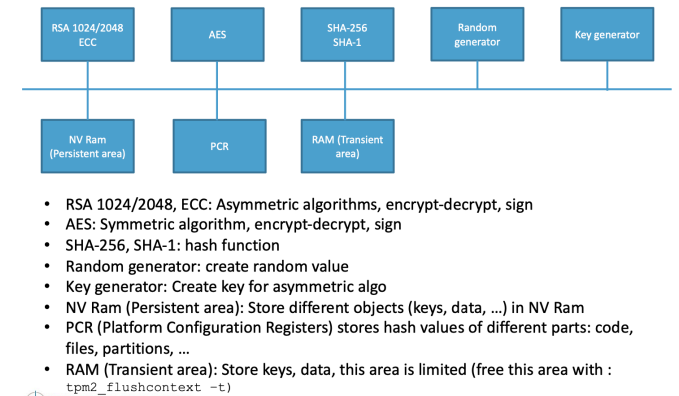 RSA 1024/2048
ECC
AES
SHA-256
SHA-1
Random
generator
Key generator
NV Ram
(Persistent area)
PCR
RAM (Transient
area)
• RSA 1024/2048, ECC: Asymmetric algorithms, encrypt-decrypt, sign
• AES: Symmetric algorithm, encrypt-decrypt, sign
• SHA-256, SHA-1: hash function
• Random generator: create random value
• Key generator: Create key for asymmetric algo
• NV Ram (Persistent area): Store different objects (keys, data, …) in NV Ram
• PCR (Platform Configuration Registers) stores hash values of different parts: code,
files, partitions, …
• RAM (Transient area): Store keys, data, this area is limited (free this area with :
tpm2_flushcontext –t)